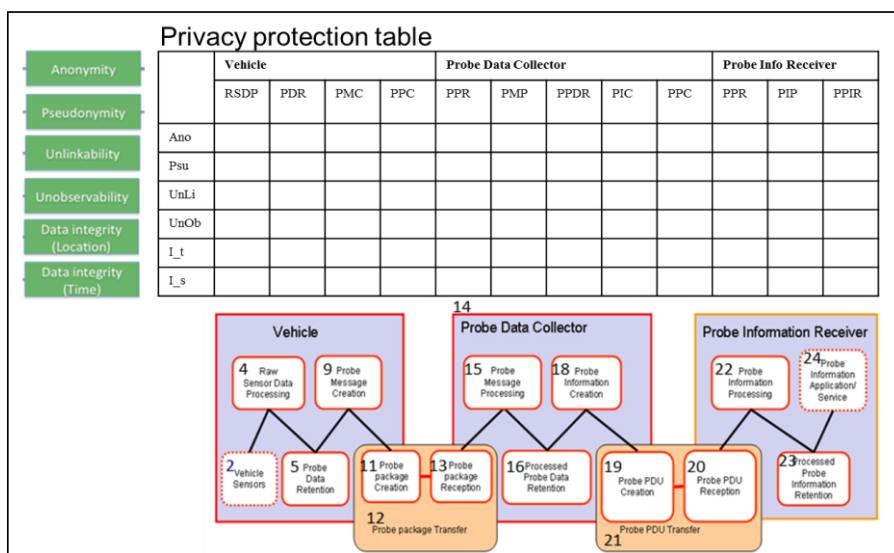 Privacy protection table
Anonymity
Pseudonymity
Unlinkability
Unobservability
Data integrity
(Location)
Data integrity
(Time)
Vehicle Probe Data Collector Probe Info Receiver
RSDP PDR PMC PPC PPR PMP PPDR PIC PPC PPR PIP PPIR
Ano
Psu
UnLi
UnOb
I_t
I_s
14
Vehicle
4 Raw
Sensor Data
Processing
9 Probe
Message
Creation
2 Vehicle
Sensors
5 Probe
Data
Retention
11 Probe
package
Creation
13 Probe
package
Reception
12
Probe package Transfer
Probe Data Collector
15 Probe
Message
Processing
18 Probe
Information
Creation
16 Processed
Probe Data
Retention
19
Probe PDU
Creation
20
Probe PDU
Reception
Probe PDU Transfer
21
Probe Information Receiver
22 Probe
Information
Processing
24 Probe
Information
Application/
Service
23 Processed
Probe
Information
Retention